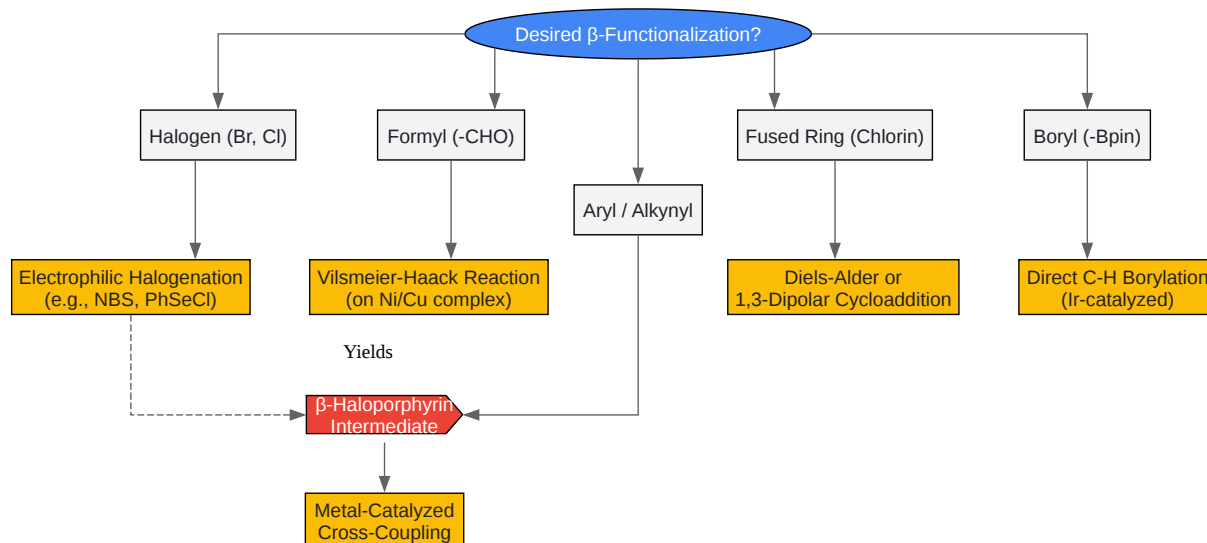 Desired β-Functionalization?
Halogen (Br, Cl)
Formyl (-CHO)
Fused Ring (Chlorin)
Boryl (-Bpin)
Aryl / Alkynyl
Electrophilic Halogenation
(e.g., NBS, PhSeCl)
Vilsmeier-Haack Reaction
(on Ni/Cu complex)
Diels-Alder or
1,3-Dipolar Cycloaddition
Direct C-H Borylation
(Ir-catalyzed)
Yields
β-Haloporphyrin
Intermediate
Metal-Catalyzed
Cross-Coupling